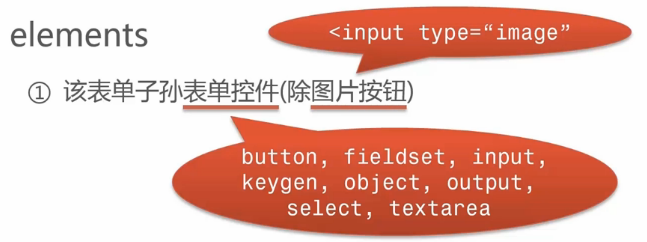 elements
<input type=“image”
① 该表单子孙表单控件(除图片按钮)
button, fieldset, input,
keygen, object, output,
select, textarea